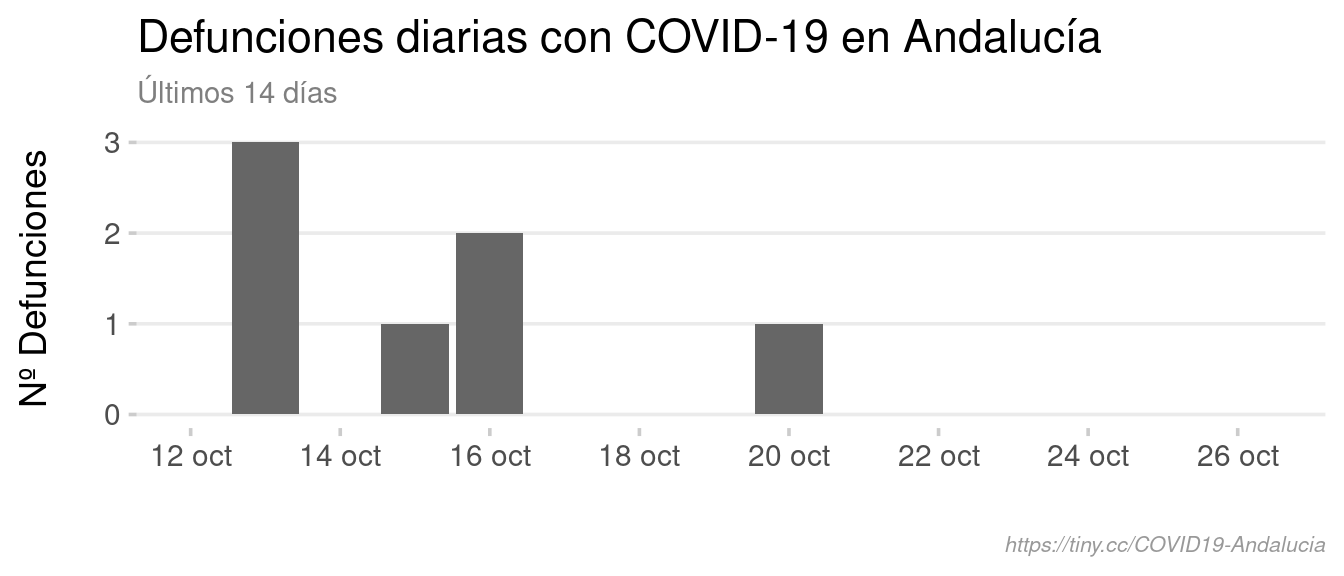 Defunciones diarias con COVID-19 en Andalucía
Últimos 14 días
Nº Defunciones
3
2
1
0
12 oct 14 oct 16 oct 18 oct 20 oct 22 oct 24 oct 26 oct
https://tiny.cc/COVID19-Andalucia